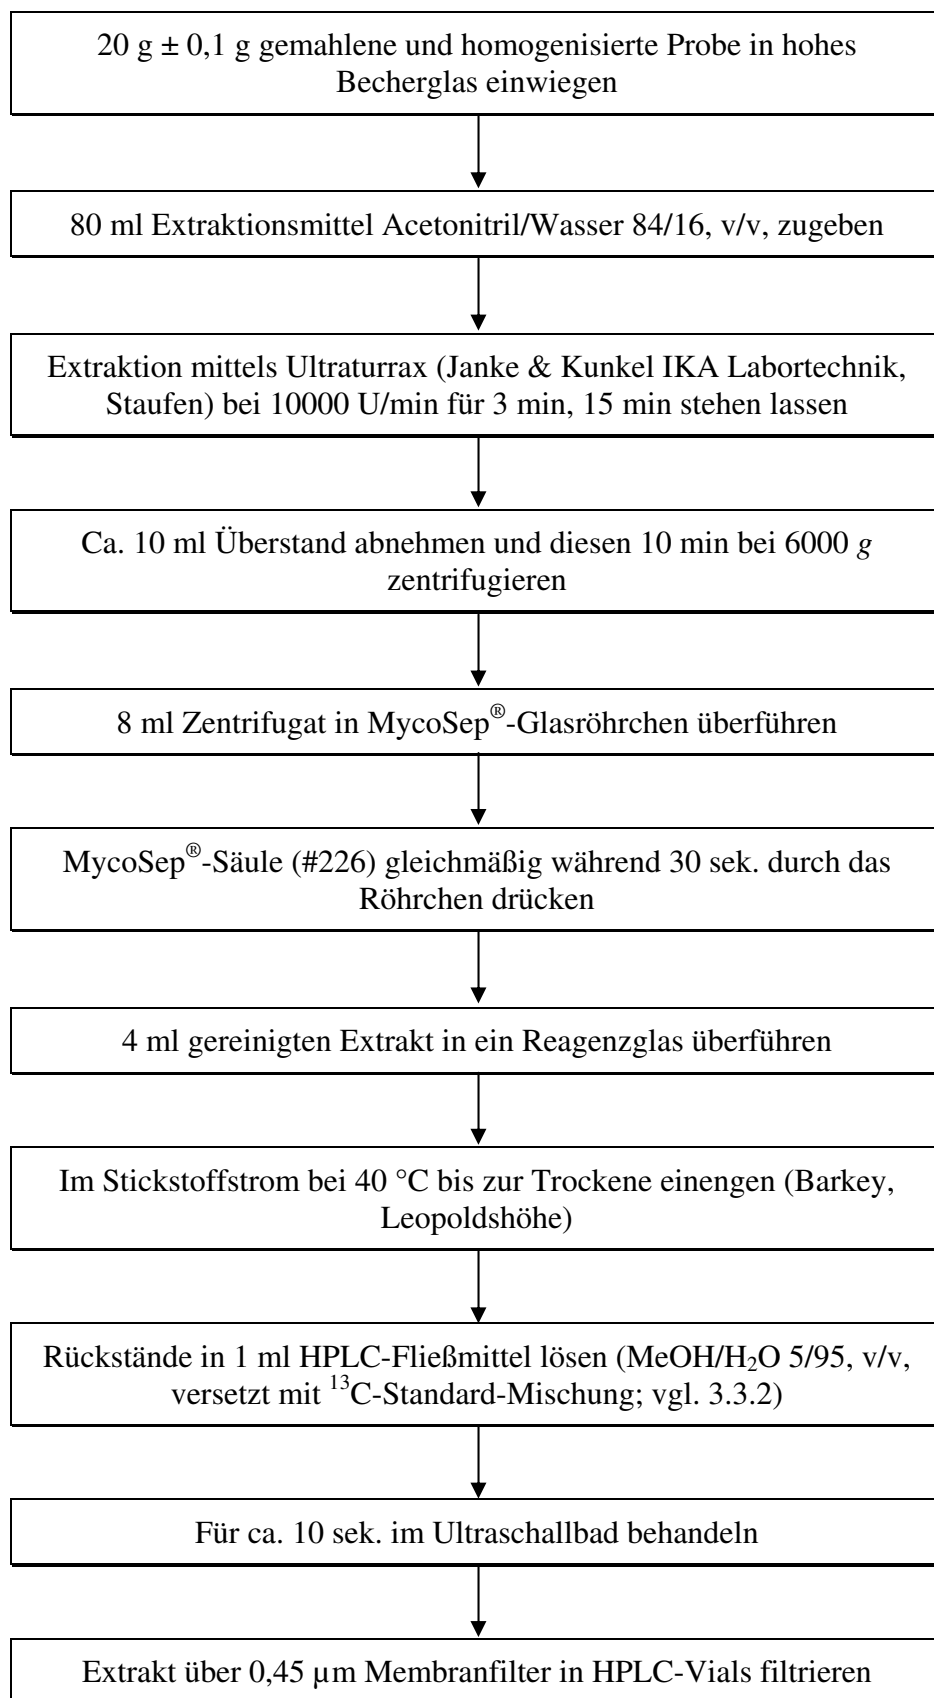 20 g ± 0,1 g gemahlene und homogenisierte Probe in hohes
Becherglas einwiegen
80 ml Extraktionsmittel Acetonitril/Wasser 84/16, v/v, zugeben
Extraktion mittels Ultraturrax (Janke & Kunkel IKA Labortechnik,
Staufen) bei 10000 U/min für 3 min, 15 min stehen lassen
Ca. 10 ml Überstand abnehmen und diesen 10 min bei 6000 g
zentrifugieren
8 ml Zentrifugat in MycoSep®-Glasröhrchen überführen
MycoSep®-Säule (#226) gleichmäßig während 30 sek. durch das
Röhrchen drücken
4 ml gereinigten Extrakt in ein Reagenzglas überführen
Im Stickstoffstrom bei 40 °C bis zur Trockene einengen (Barkey,
Leopoldshöhe)
Rückstände in 1 ml HPLC-Fließmittel lösen (MeOH/H₂O 5/95, v/v,
versetzt mit ¹³C-Standard-Mischung; vgl. 3.3.2)
Für ca. 10 sek. im Ultraschallbad behandeln
Extrakt über 0,45 µm Membranfilter in HPLC-Vials filtrieren